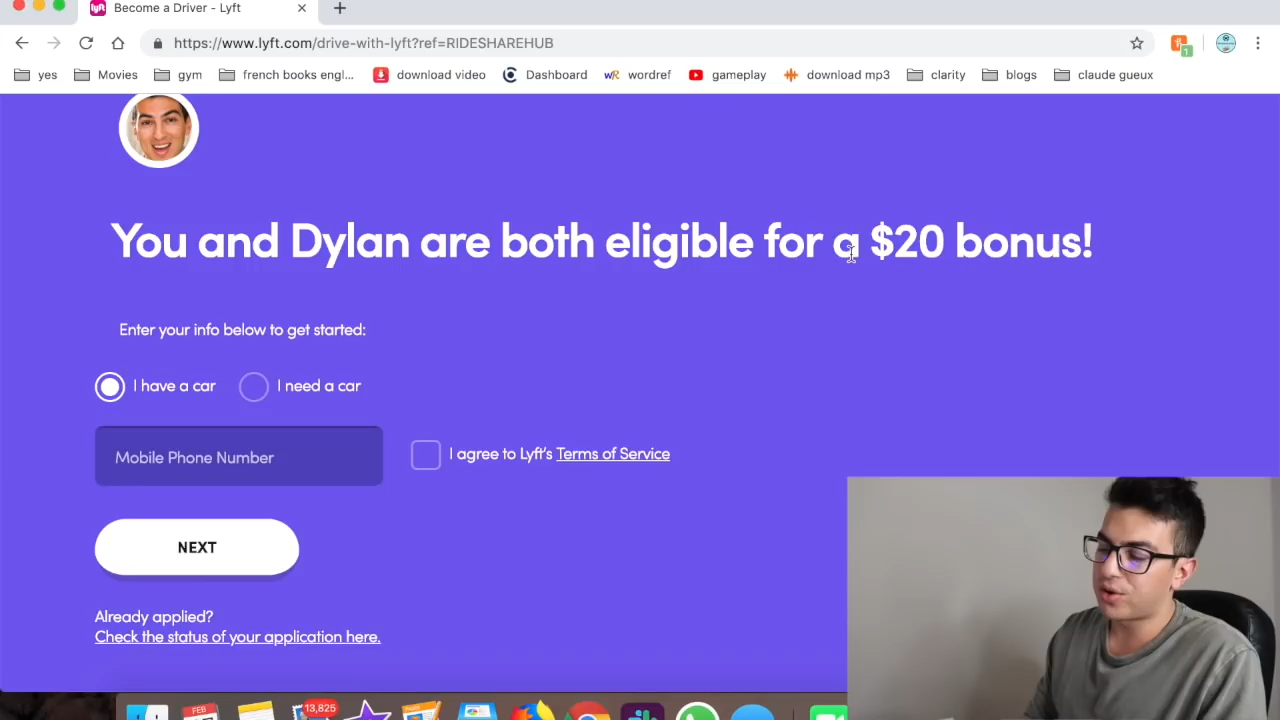 lyft
Become a Driver - Lyft
https://www.lyft.com/drive-with-lyft?ref=RIDESHAREHUB
1
yes
Movies
gym
french books engl...
download video
Dashboard
wordref
gameplay
download mp3
clarity
blogs
claude gueux
You and Dylan are both eligible for a $20 bonus!
Enter your info below to get started:
I have a car
I need a car
Mobile Phone Number
I agree to Lyft's Terms of Service
NEXT
Already applied?
Check the status of your application here.
FEB
13,825